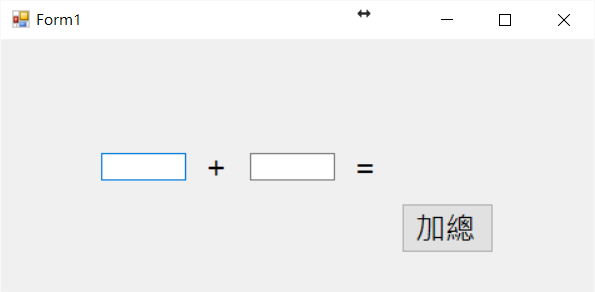 Form1
+ =
加總